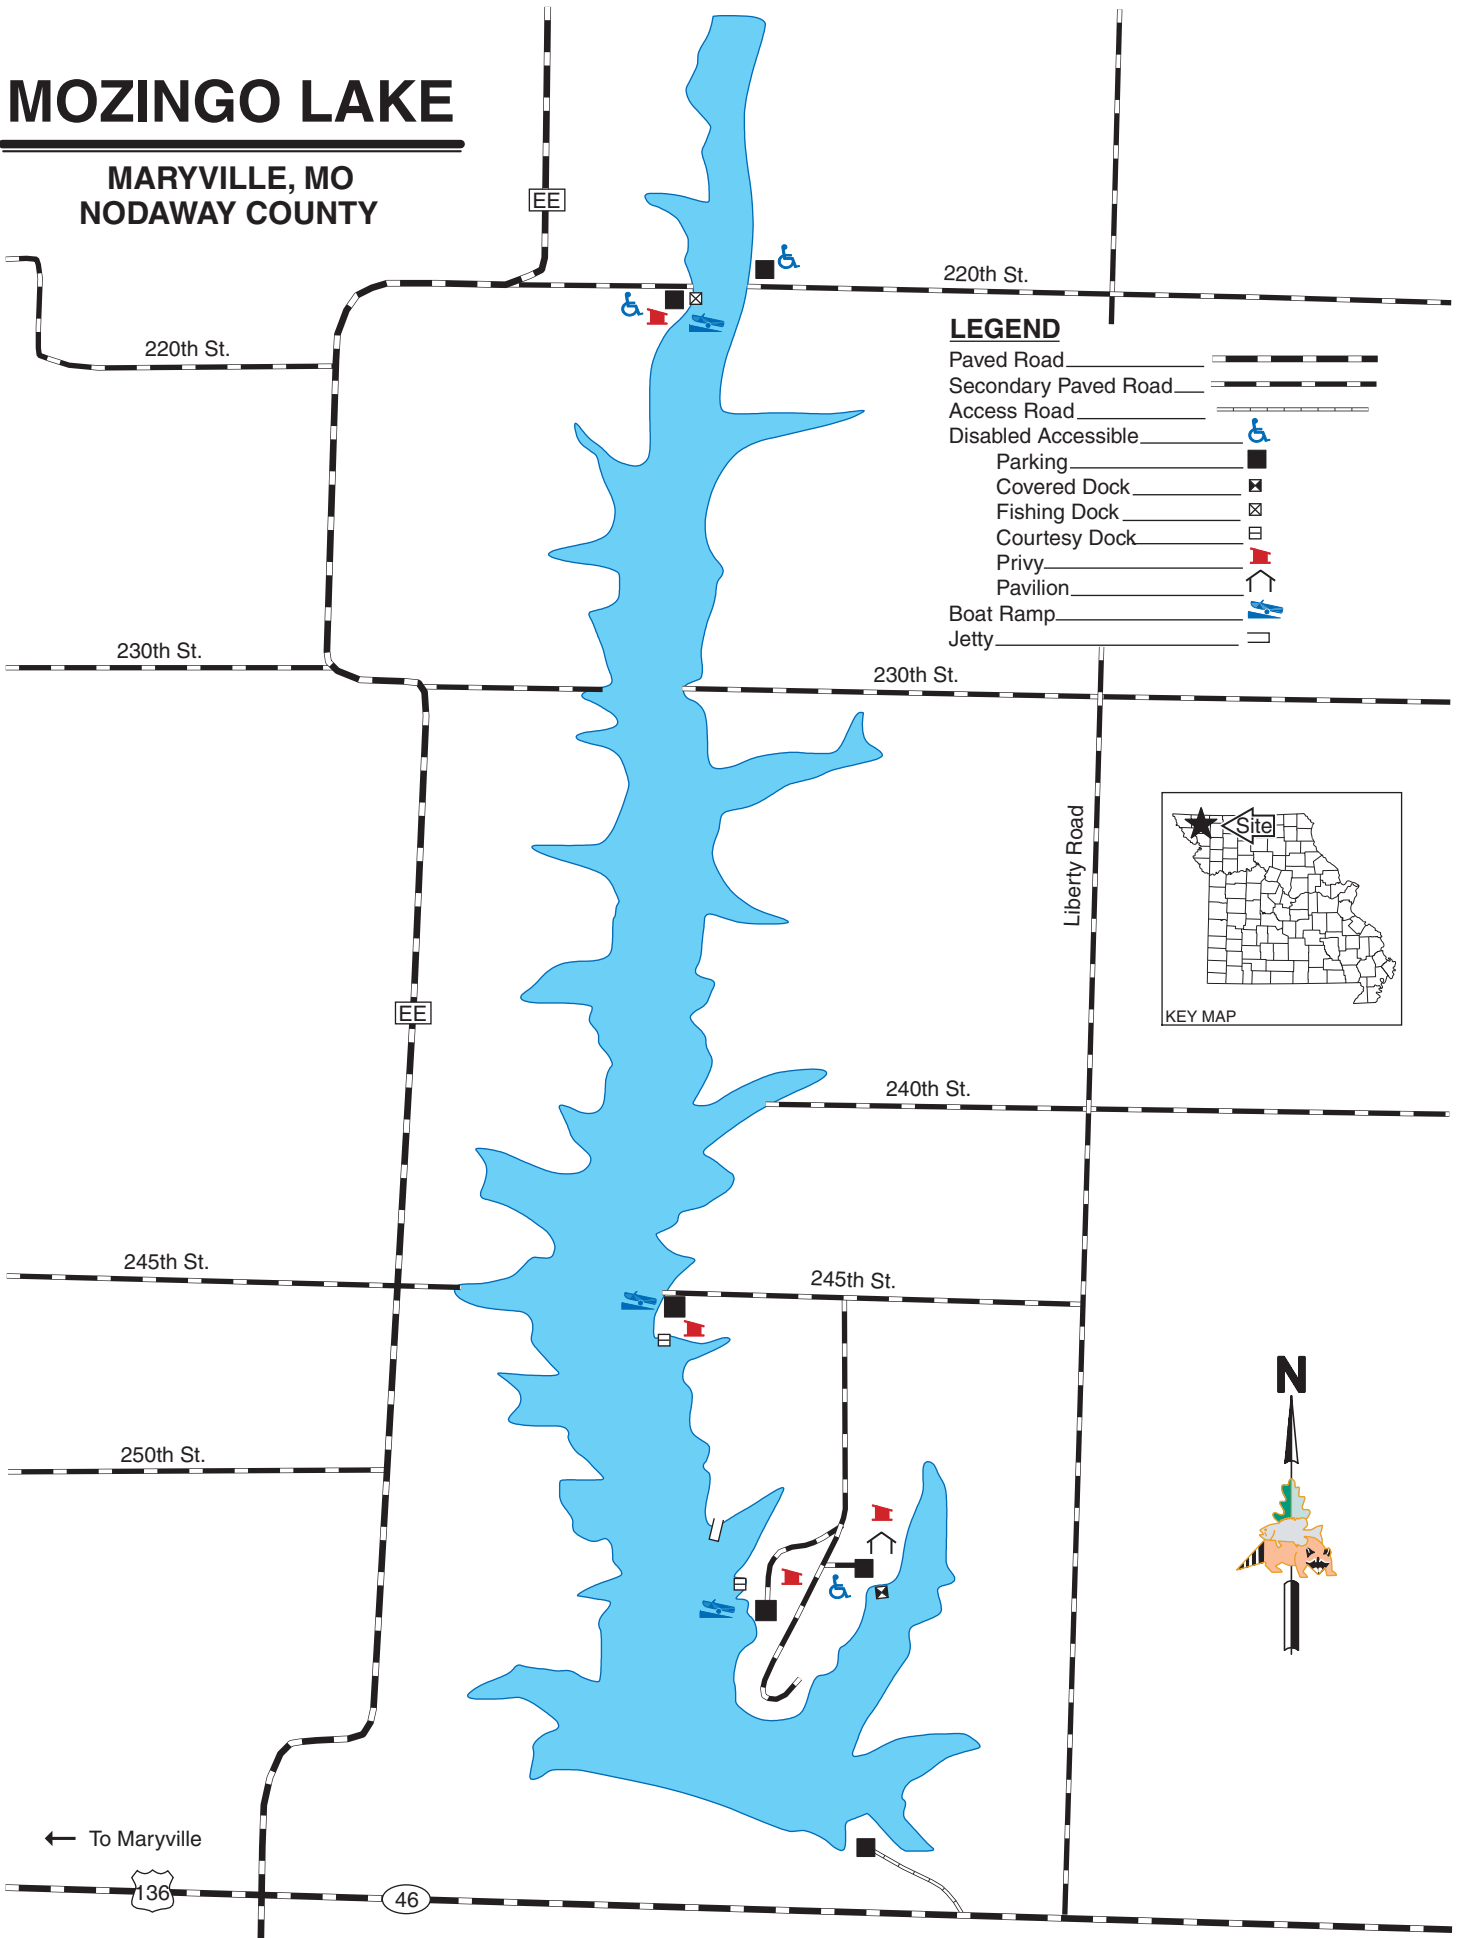 MOZINGO LAKE
MARYVILLE, MO
NODAWAY COUNTY
EE
220th St.
220th St.
LEGEND
Paved Road
Secondary Paved Road
Access Road
Disabled Accessible
Parking
Covered Dock
Fishing Dock
Courtesy Dock
Privy
Pavilion
Boat Ramp
Jetty
230th St.
230th St.
Liberty Road
Site
KEY MAP
EE
240th St.
245th St.
245th St.
N
250th St.
To Maryville
136
46